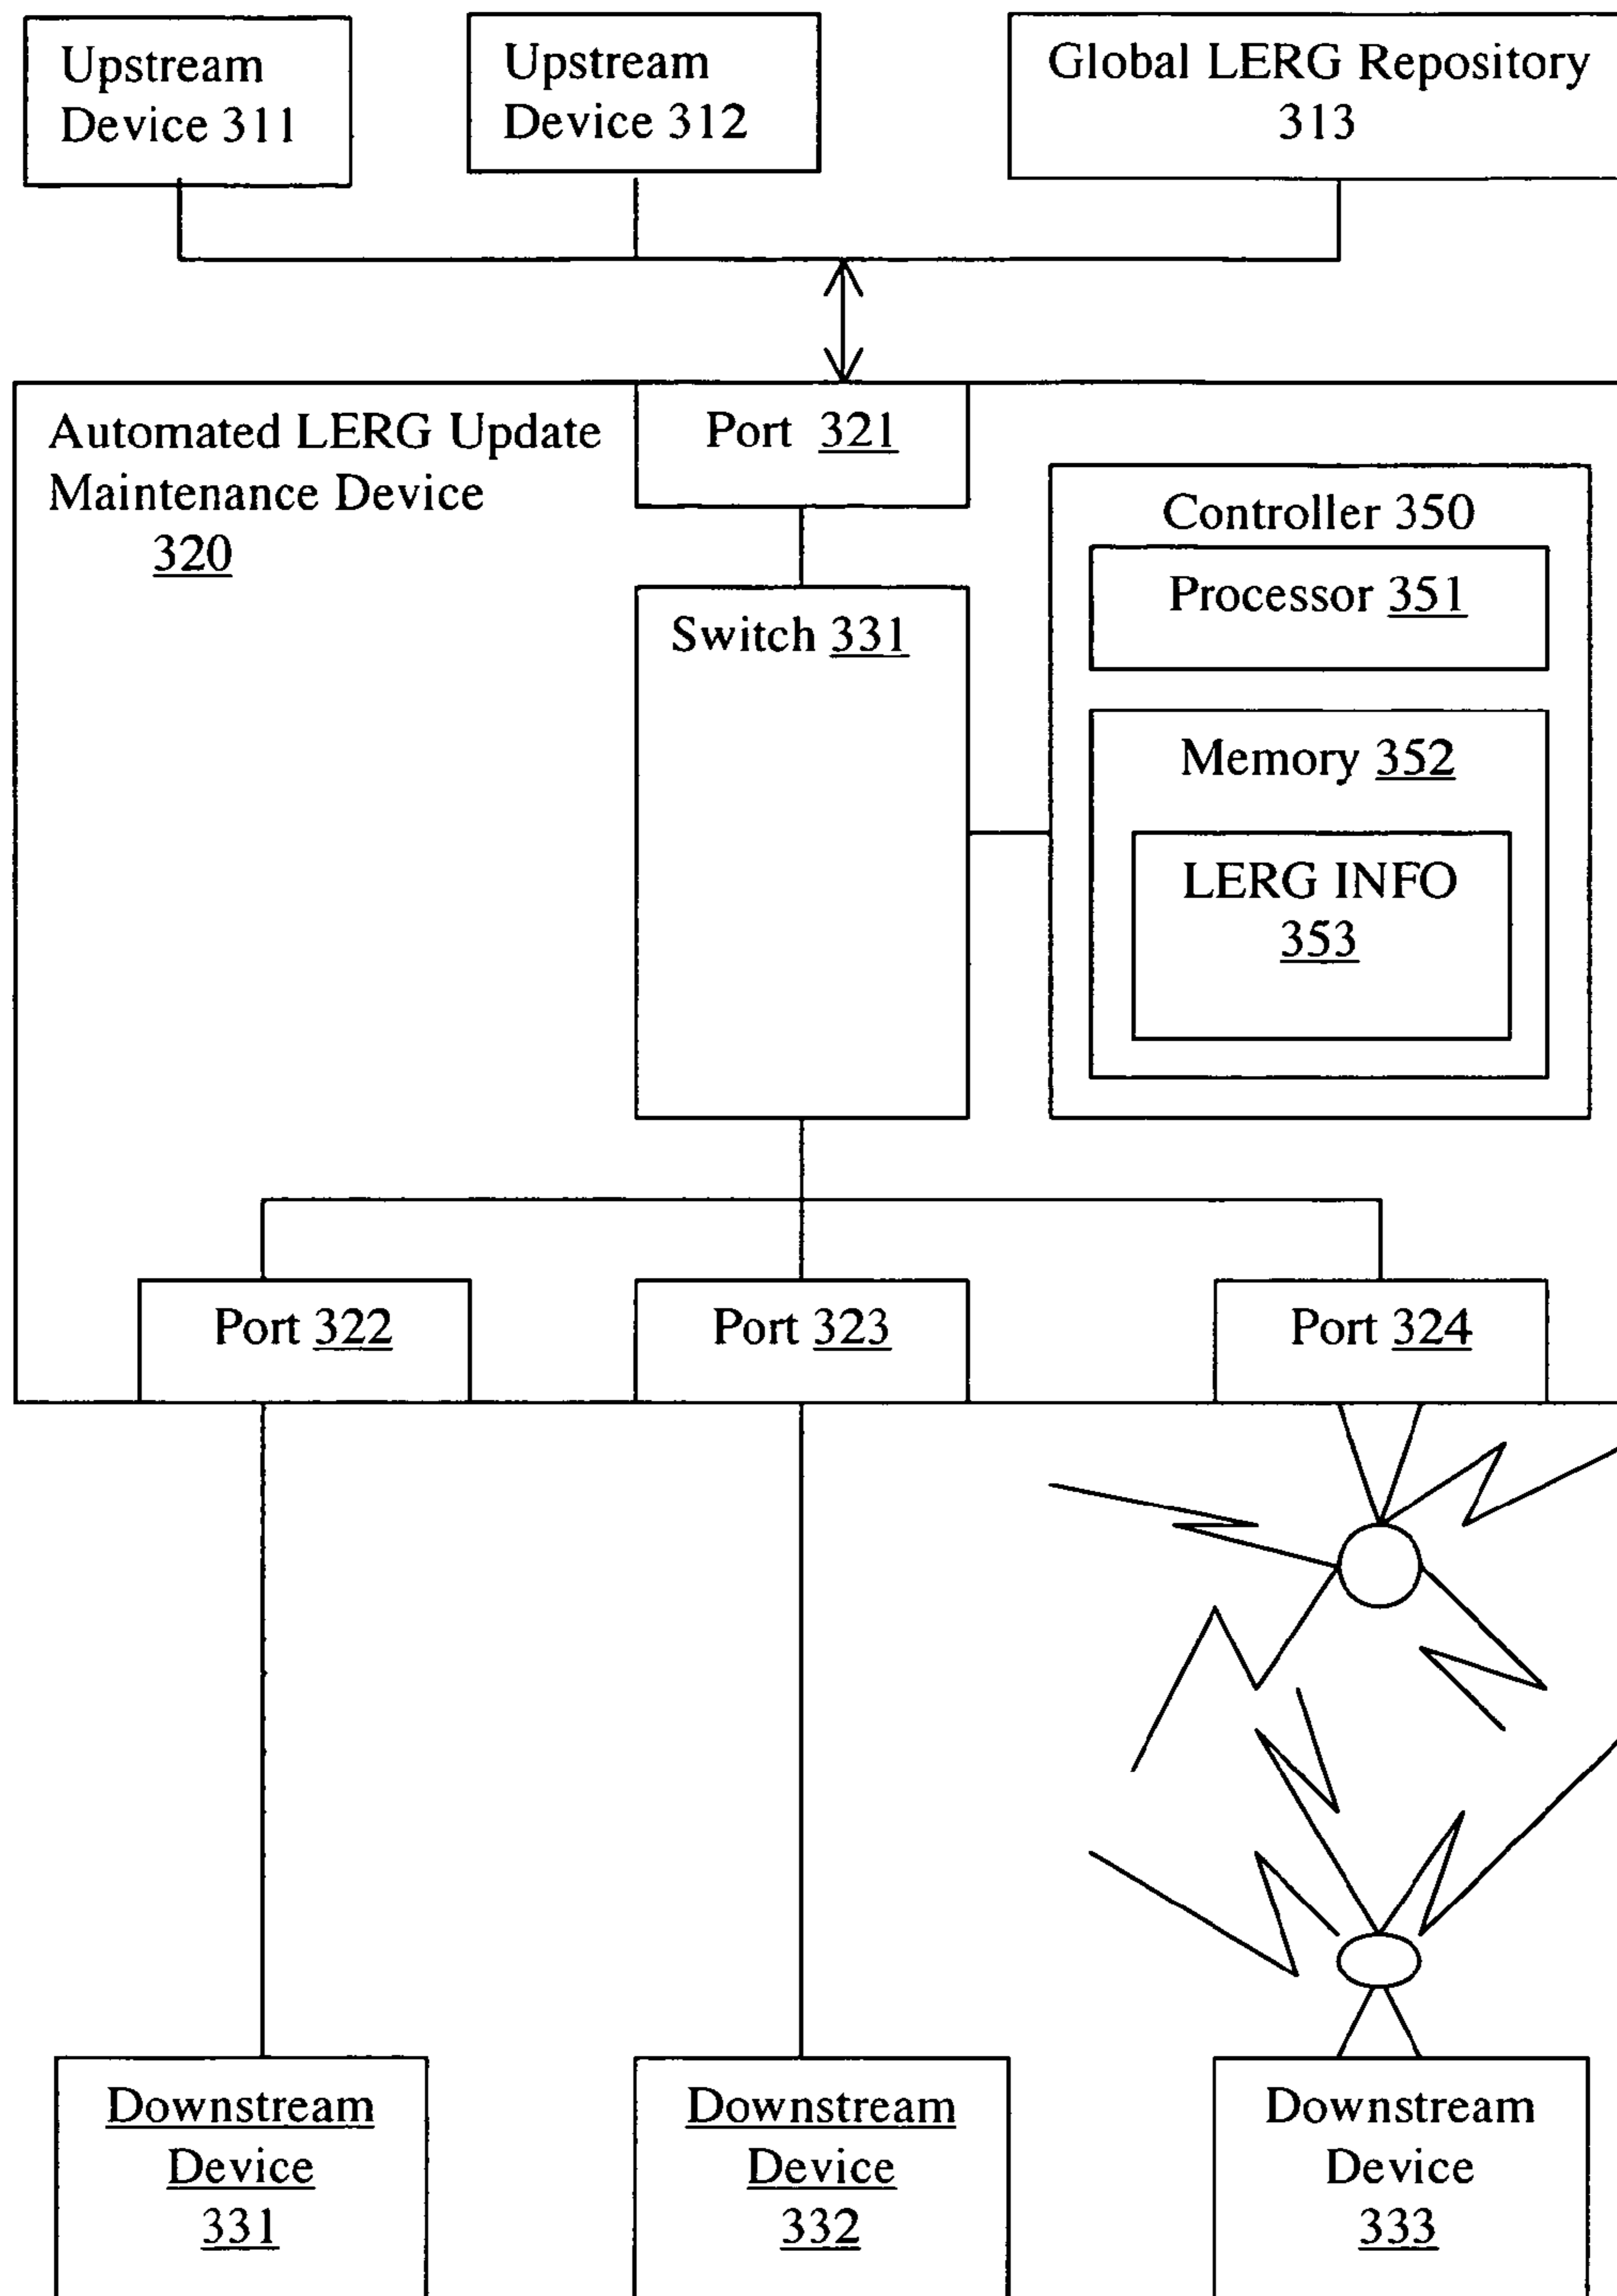 Upstream
Device 311
Upstream
Device 312
Global LERG Repository
313
Automated LERG Update
Maintenance Device
320
Port 321
Controller 350
Processor 351
Switch 331
Memory 352
LERG INFO
353
Port 322
Port 323
Port 324
Downstream
Device
331
Downstream
Device
332
Downstream
Device
333